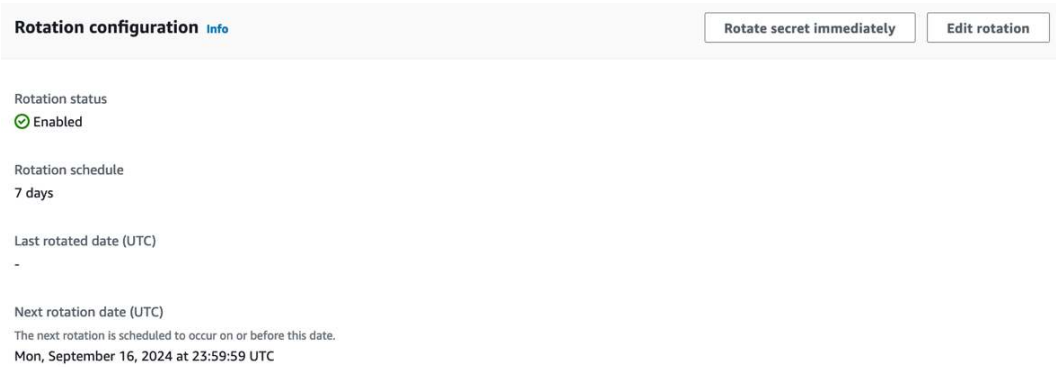 Rotation configuration Info
Rotate secret immediately
Edit rotation
Rotation status
Enabled
Rotation schedule
7 days
Last rotated date (UTC)
-
Next rotation date (UTC)
The next rotation is scheduled to occur on or before this date.
Mon, September 16, 2024 at 23:59:59 UTC